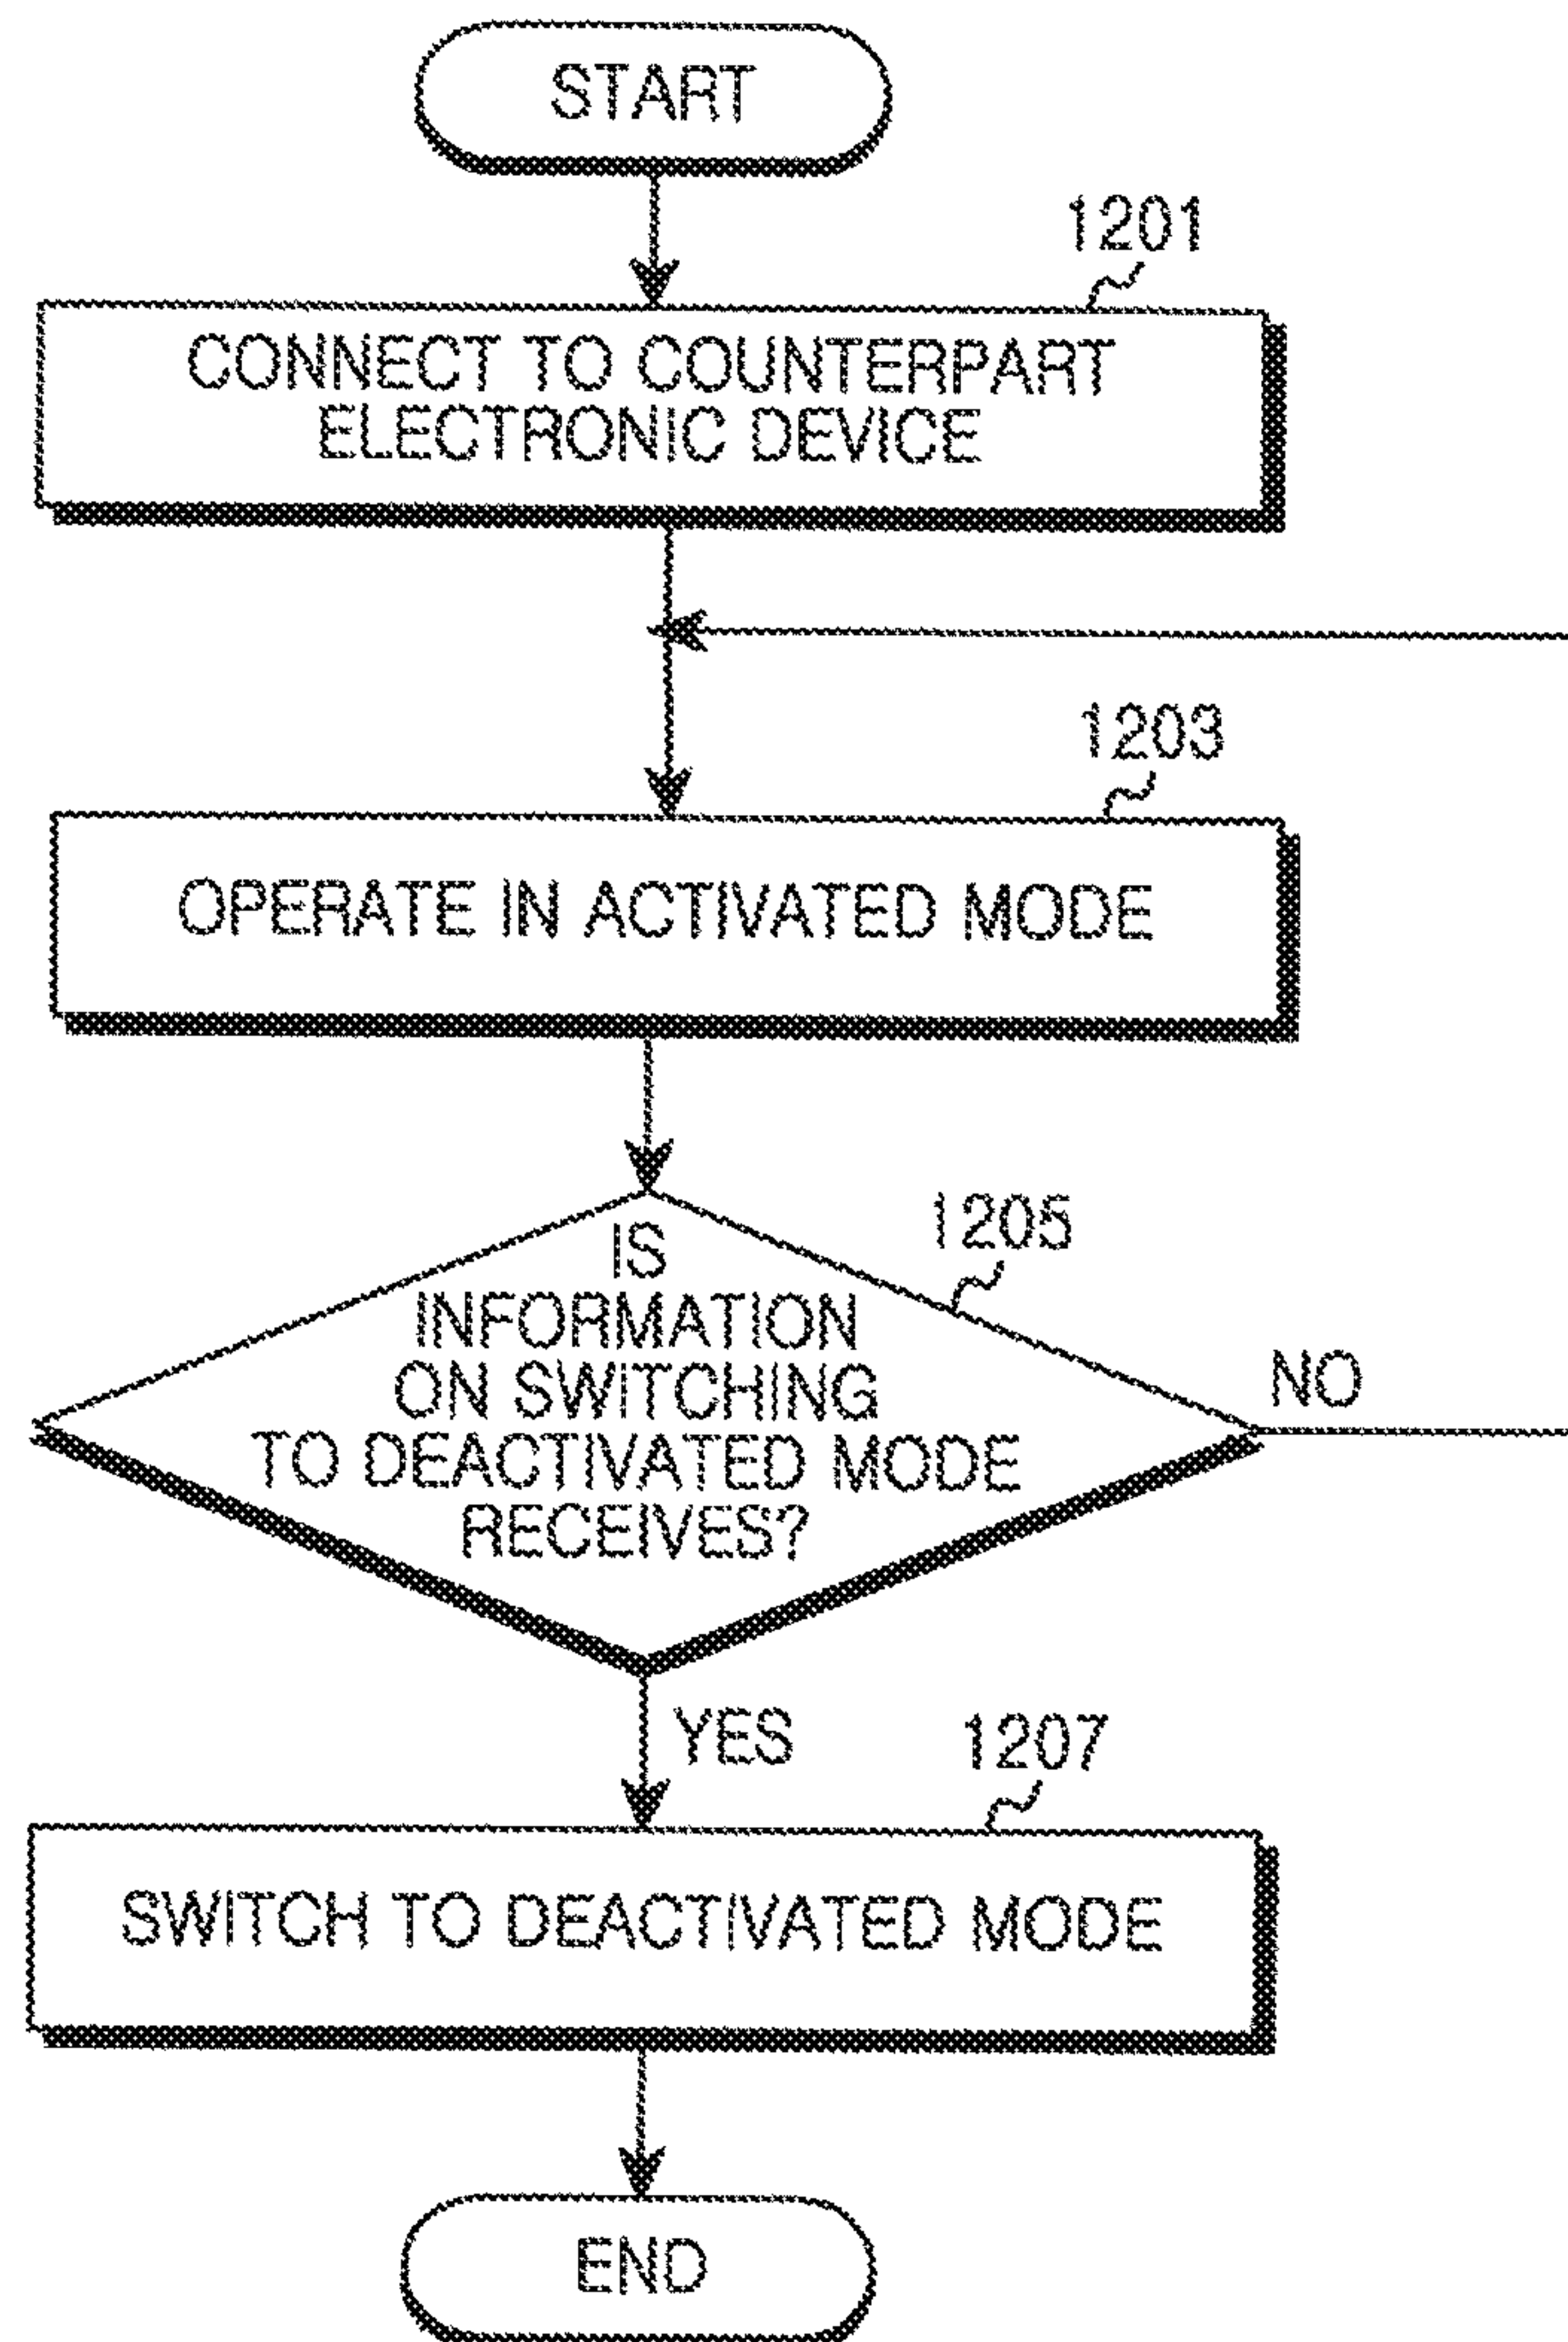 START
1201
CONNECT TO COUNTERPART
ELECTRONIC DEVICE
1203
OPERATE IN ACTIVATED MODE
1205
IS
INFORMATION
ON SWITCHING
TO DEACTIVATED MODE
RECEIVES?
NO
YES
1207
SWITCH TO DEACTIVATED MODE
END